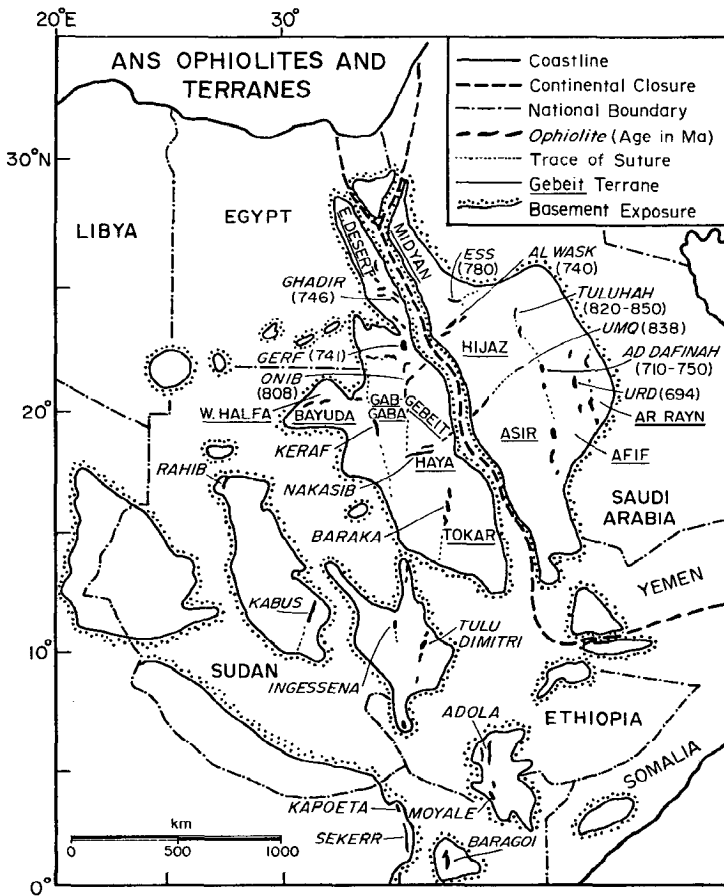 20°E
30°
ANS OPHIOLITES AND
TERRANES
Coastline
Continental Closure
National Boundary
Ophiolite (Age in Ma)
Trace of Suture
Gebeit Terrane
Basement Exposure
30°N
LIBYA
EGYPT
E.DESERT
MIDYAN
ESS
(780)
AL WASK
(740)
GHADIR
(746)
TULUHAH
(820-850)
UMQ (838)
HIJAZ
GERF (741)
AD DAFINAH
(710-750)
ONIB
(808)
URD (694)
20°
W. HALFA
BAYUDA
GAB-
GABA
GEBEIT
AR RAYN
ASIR
AFIF
KERAF
HAYA
RAHIB
NAKASIB
SAUDI
ARABIA
BARAKA
TOKAR
YEMEN
KABUS
TULU
DIMITRI
10°
SUDAN
INGESSENA
ETHIOPIA
ADOLA
SOMALIA
km
KAPOETA
MOYALE
0
500
1000
SEKERR
BARAGOI
0°